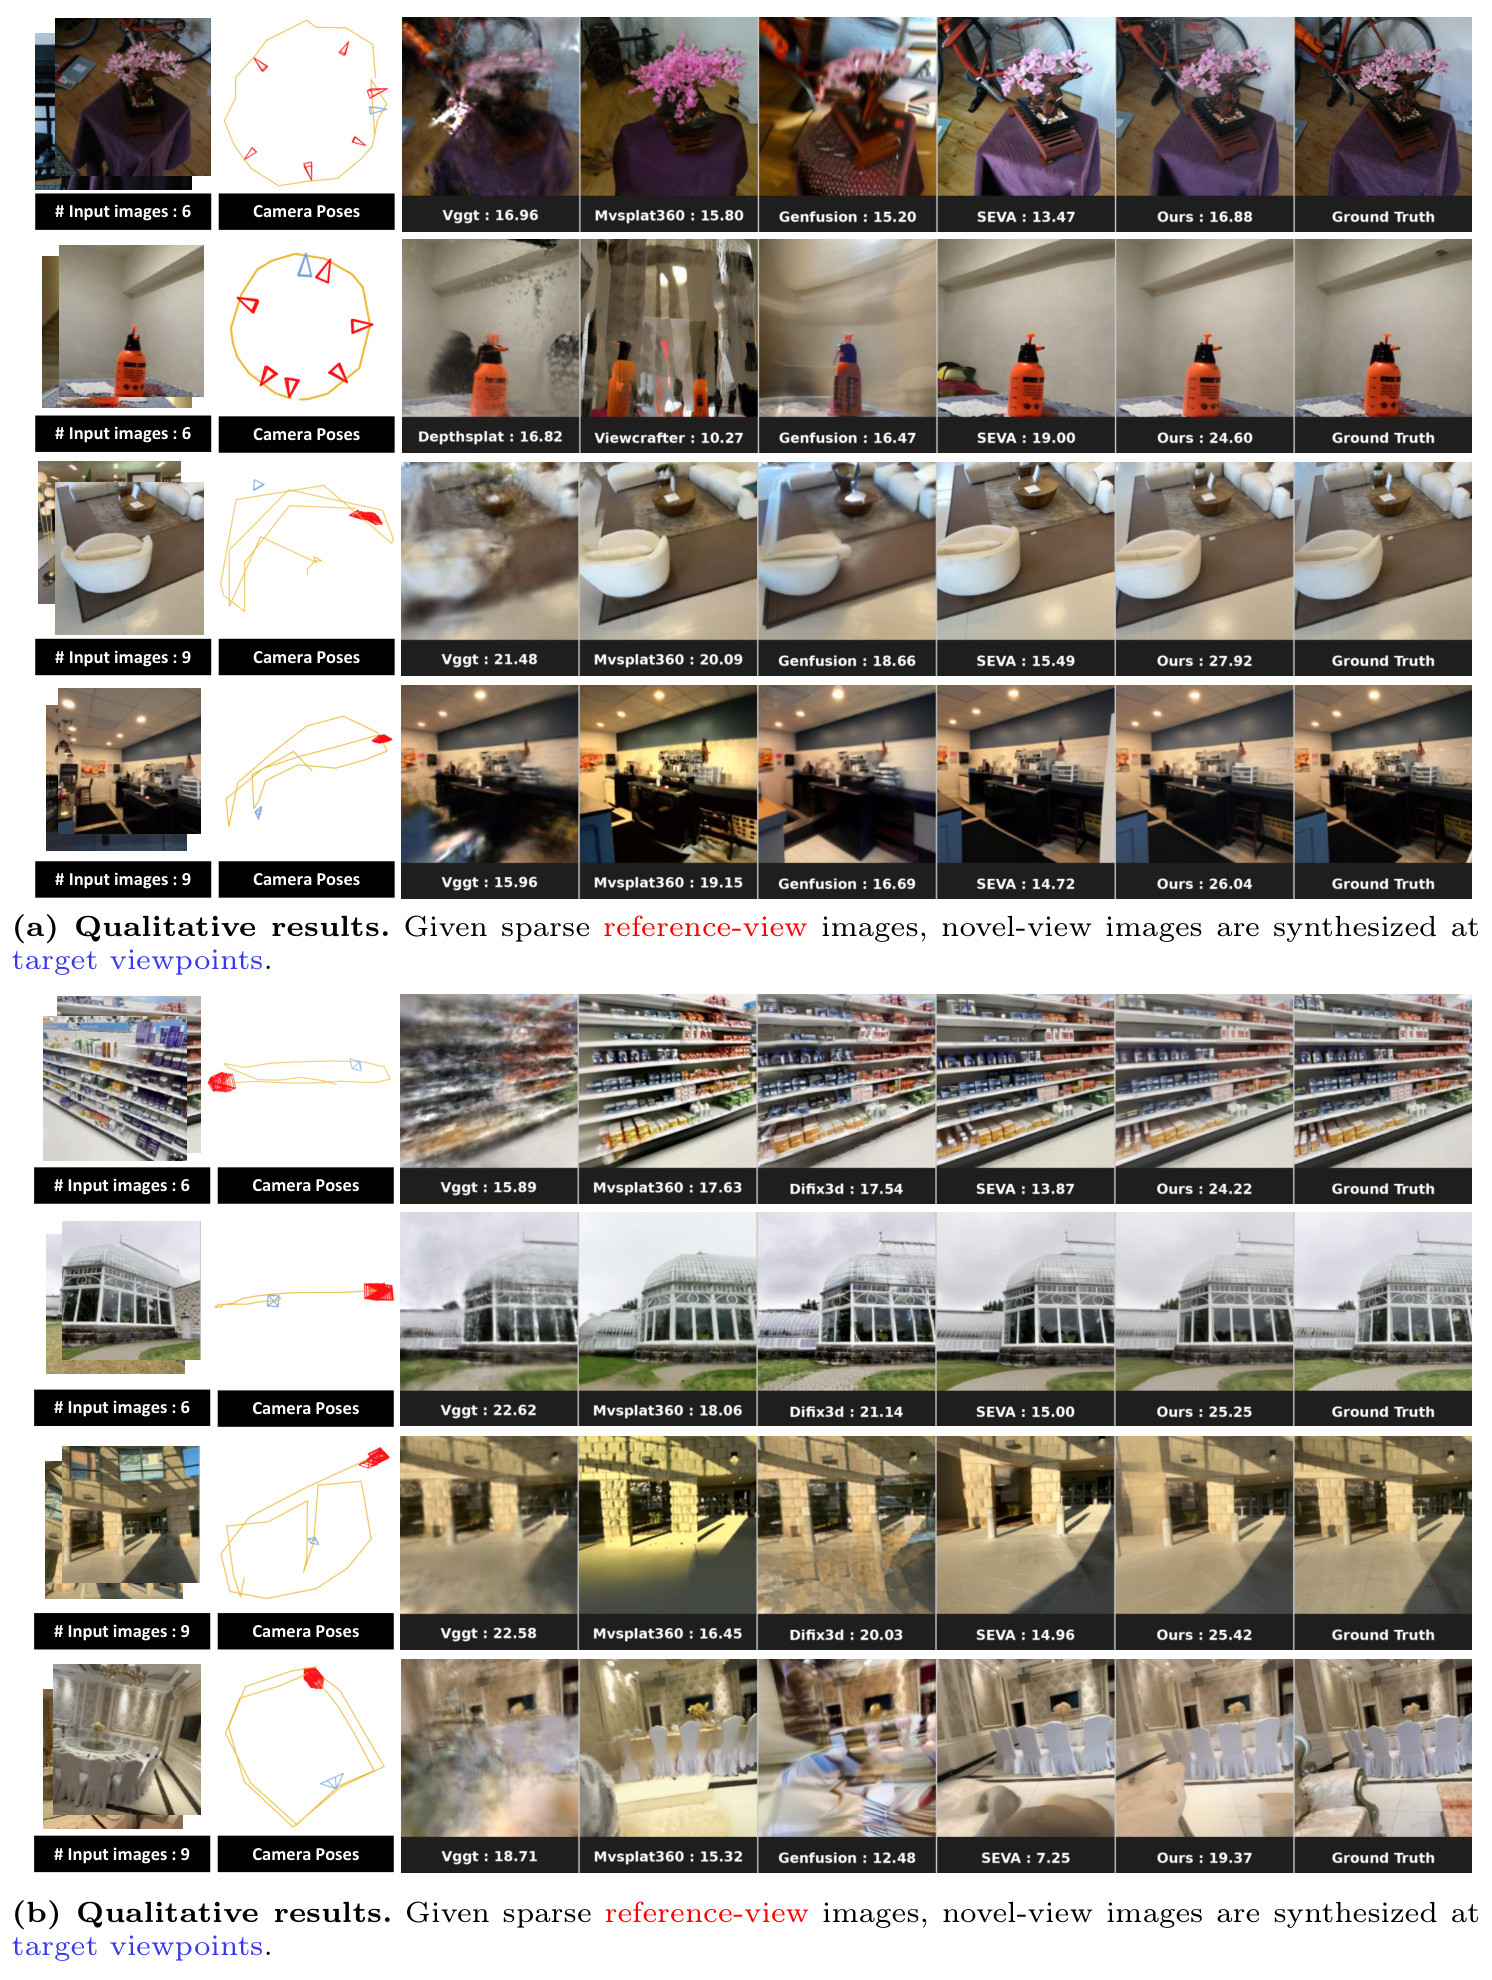 # Input images : 6
Camera Poses
Vggt : 16.96
Mvsplat360 : 15.80
Genfusion : 15.20
SEVA : 13.47
Ours : 16.88
Ground Truth
# Input images : 6
Camera Poses
Depthsplat : 16.82
Viewcrafter : 10.27
Genfusion : 16.47
SEVA : 19.00
Ours : 24.60
Ground Truth
# Input images : 9
Camera Poses
Vggt : 21.48
Mvsplat360 : 20.09
Genfusion : 18.66
SEVA : 15.49
Ours : 27.92
Ground Truth
# Input images : 9
Camera Poses
Vggt : 15.96
Mvsplat360 : 19.15
Genfusion : 16.69
SEVA : 14.72
Ours : 26.04
Ground Truth
(a) Qualitative results. Given sparse reference-view images, novel-view images are synthesized at
target viewpoints.
# Input images : 6
Camera Poses
Vggt : 15.89
Mvsplat360 : 17.63
Difix3d : 17.54
SEVA : 13.87
Ours : 24.22
Ground Truth
# Input images : 6
Camera Poses
Vggt : 22.62
Mvsplat360 : 18.06
Difix3d : 21.14
SEVA : 15.00
Ours : 25.25
Ground Truth
# Input images : 9
Camera Poses
Vggt : 22.58
Mvsplat360 : 16.45
Difix3d : 20.03
SEVA : 14.96
Ours : 25.42
Ground Truth
# Input images : 9
Camera Poses
Vggt : 18.71
Mvsplat360 : 15.32
Genfusion : 12.48
SEVA : 7.25
Ours : 19.37
Ground Truth
(b) Qualitative results. Given sparse reference-view images, novel-view images are synthesized at
target viewpoints.